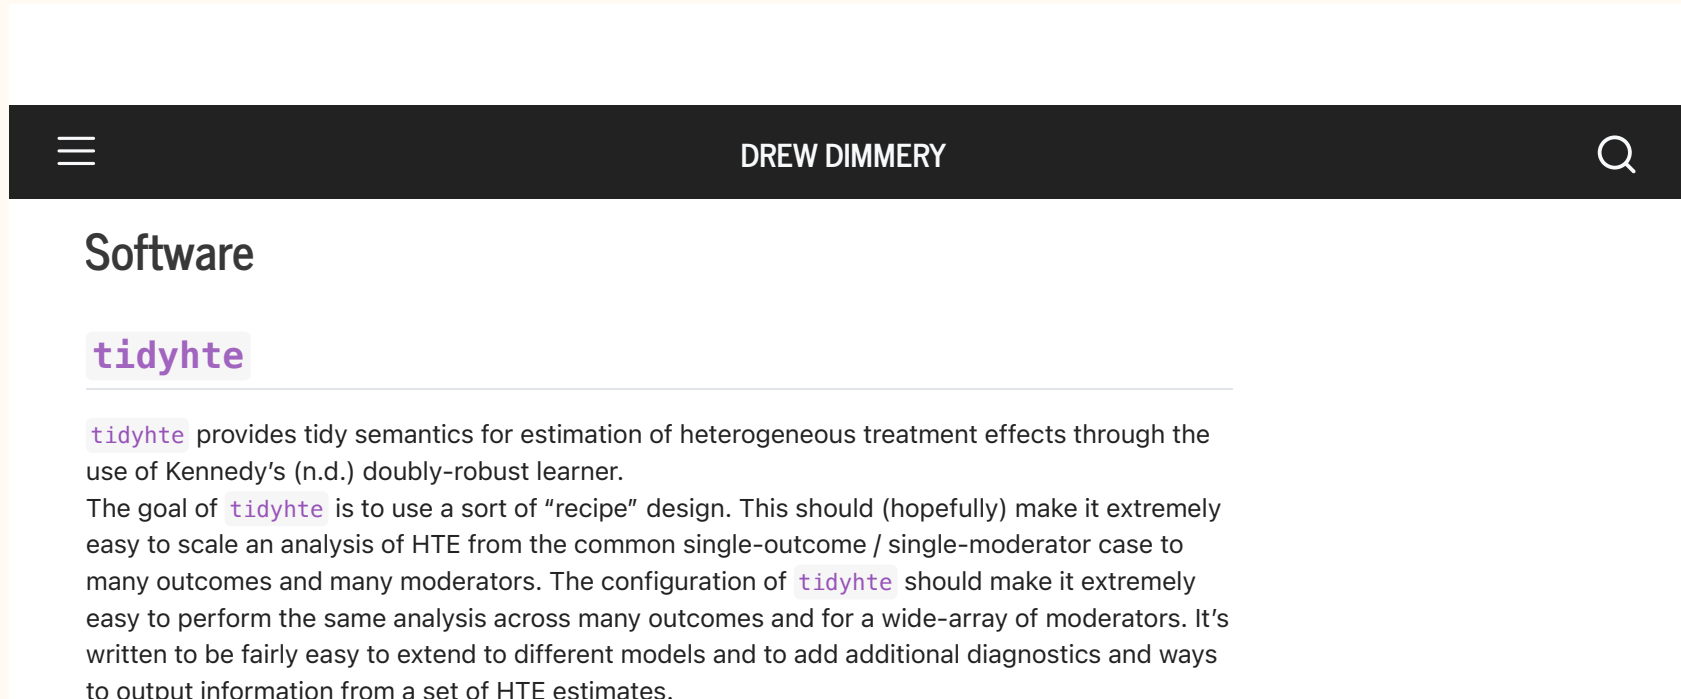 DREW DIMMERY
Software
tidyhte
tidyhte provides tidy semantics for estimation of heterogeneous treatment effects through the
use of Kennedy’s (n.d.) doubly-robust learner.
The goal of tidyhte is to use a sort of “recipe” design. This should (hopefully) make it extremely
easy to scale an analysis of HTE from the common single-outcome / single-moderator case to
many outcomes and many moderators. The configuration of tidyhte should make it extremely
easy to perform the same analysis across many outcomes and for a wide-array of moderators. It’s
written to be fairly easy to extend to different models and to add additional diagnostics and ways
to output information from a set of HTE estimates.